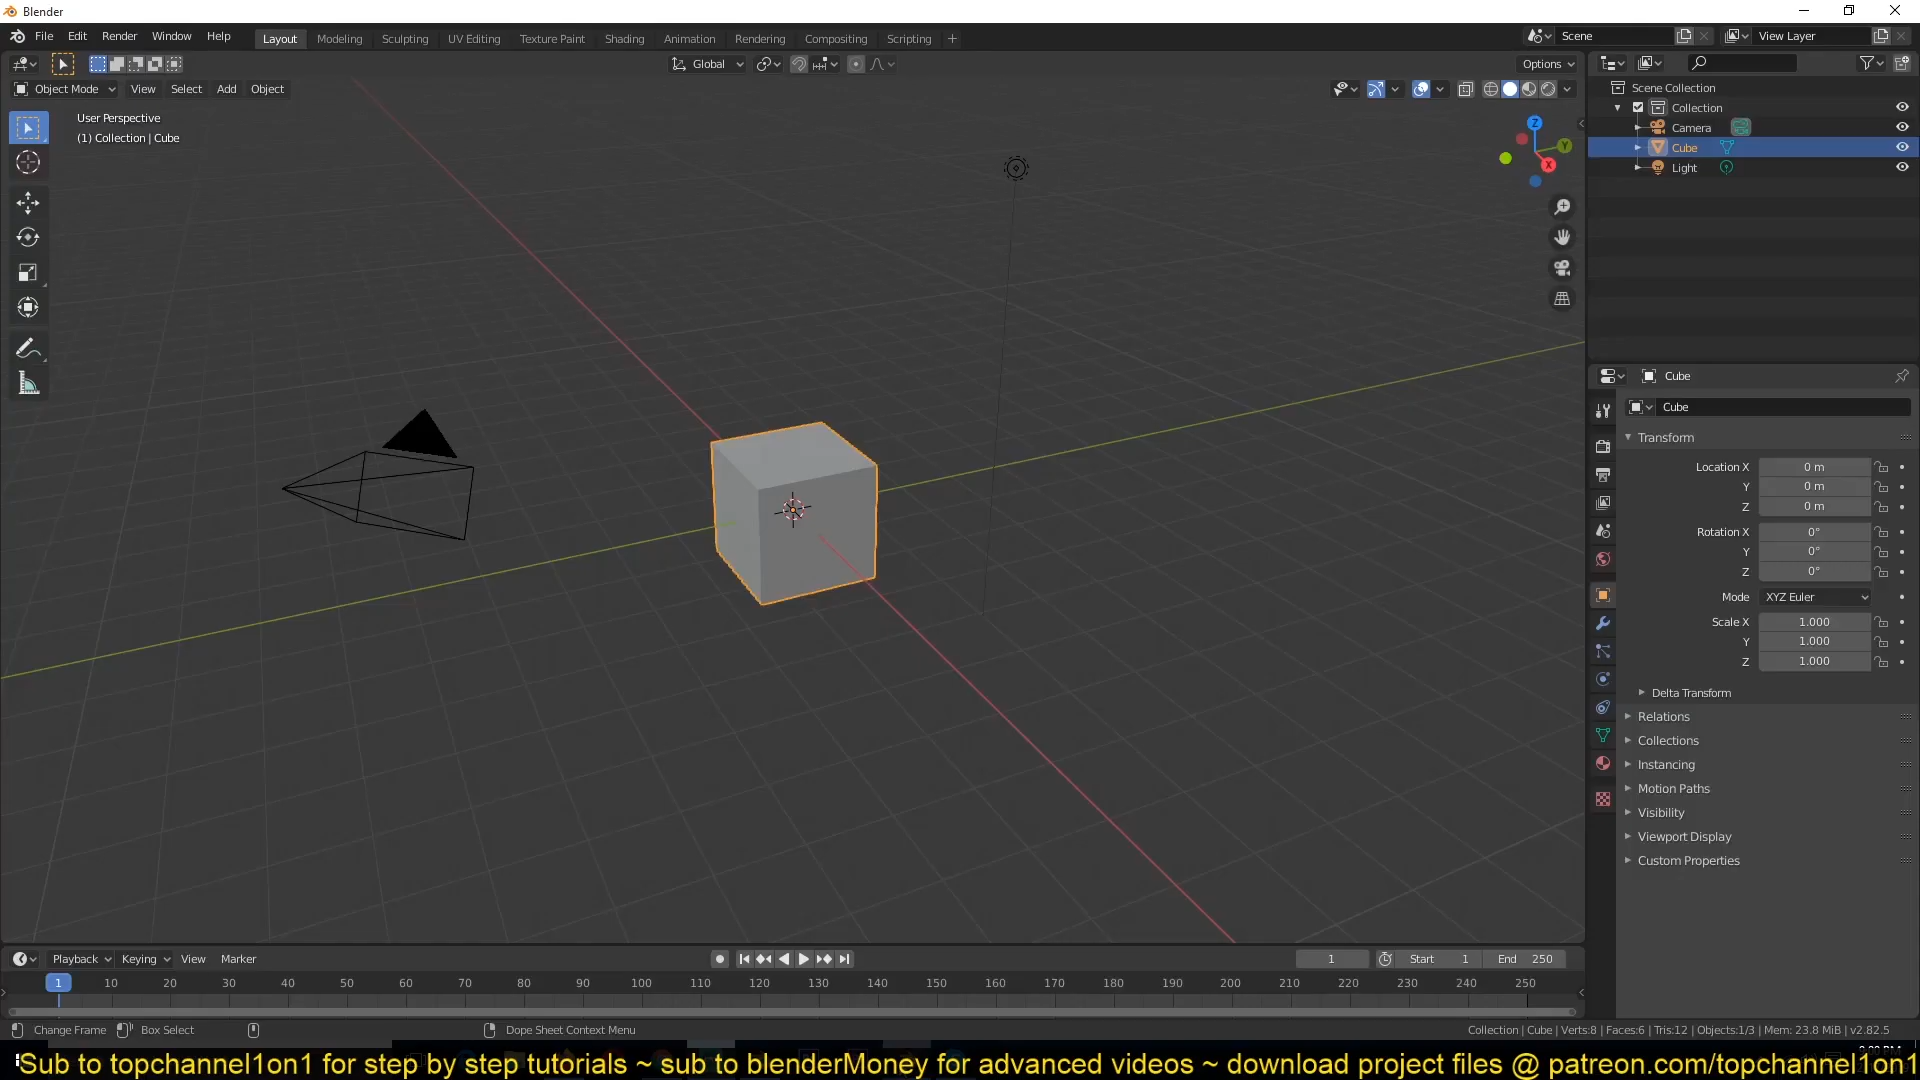 Blender
File Edit Render Window Help Layout Modeling Sculpting UV Editing Texture Paint Shading Animation Rendering Compositing Scripting + Scene View Layer
Global Options
Object Mode View Select Add Object
User Perspective
(1) Collection | Cube
Z
Y
X
Scene Collection
Collection
Camera
Cube
Light
Cube
Cube
Transform
Location X 0 m
Y 0 m
Z 0 m
Rotation X 0°
Y 0°
Z 0°
Mode XYZ Euler
Scale X 1.000
Y 1.000
Z 1.000
Delta Transform
Relations
Collections
Instancing
Motion Paths
Visibility
Viewport Display
Custom Properties
Playback Keying View Marker 1 Start 1 End 250
1 10 20 30 40 50 60 70 80 90 100 110 120 130 140 150 160 170 180 190 200 210 220 230 240 250
Change Frame Box Select Dope Sheet Context Menu Collection | Cube | Verts:8 | Faces:6 | Tris:12 | Objects:1/3 | Mem: 23.8 MiB | v2.82.5
Sub to topchannel1on1 for step by step tutorials ~ sub to blenderMoney for advanced videos ~ download project files @ patreon.com/topchannel1on1